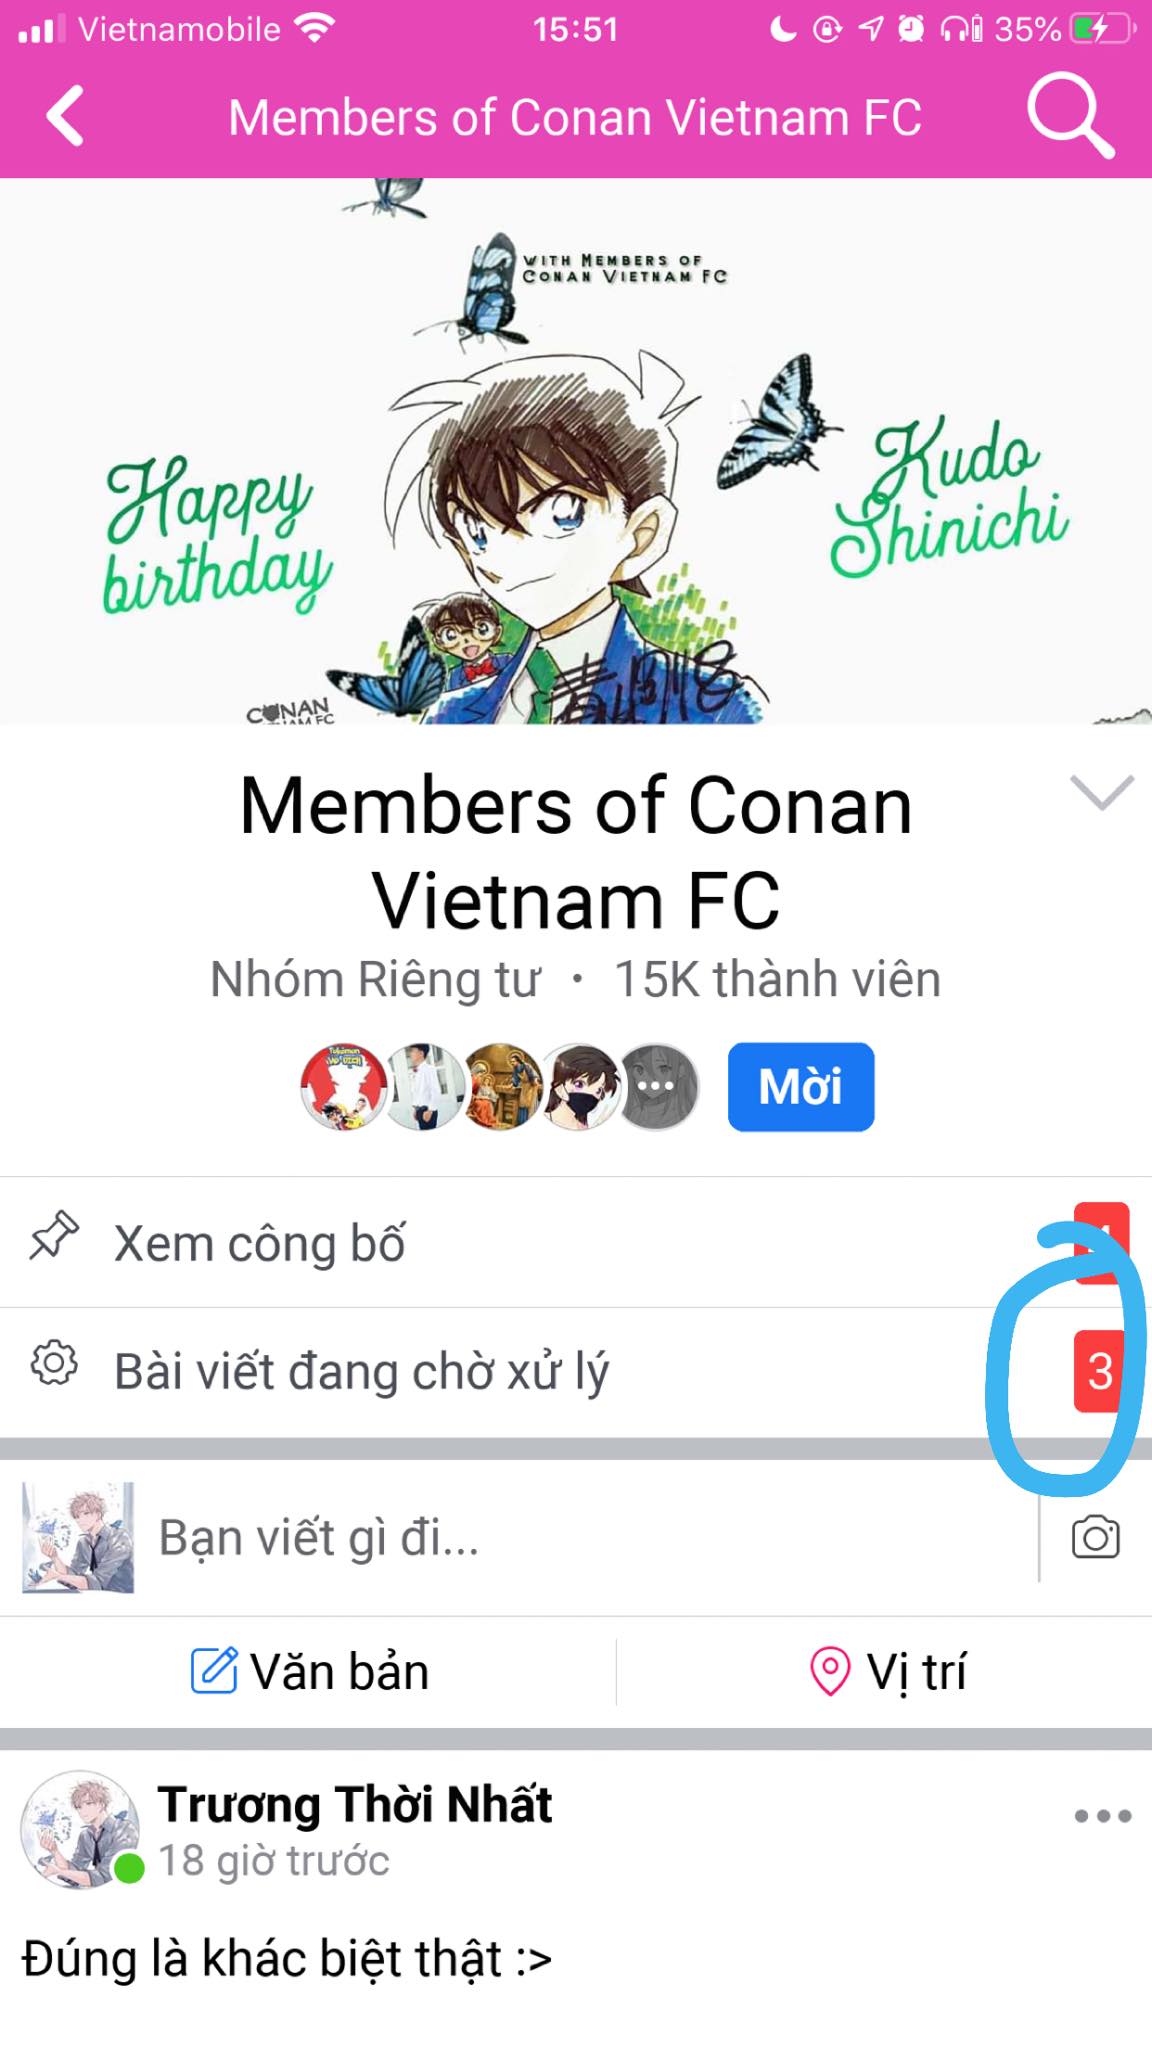 Vietnamobile 15:51 35%
Members of Conan Vietnam FC
WITH MEMBERS OF
CONAN VIETNAM FC
Happy
birthday
Kudo
Shinichi
CONAN
Members of Conan
Vietnam FC
Nhóm Riêng tư · 15K thành viên
Mời
Xem công bố
Bài viết đang chờ xử lý 3
Bạn viết gì đi...
Văn bản Vị trí
Trương Thời Nhất
18 giờ trước
Đúng là khác biệt thật :>